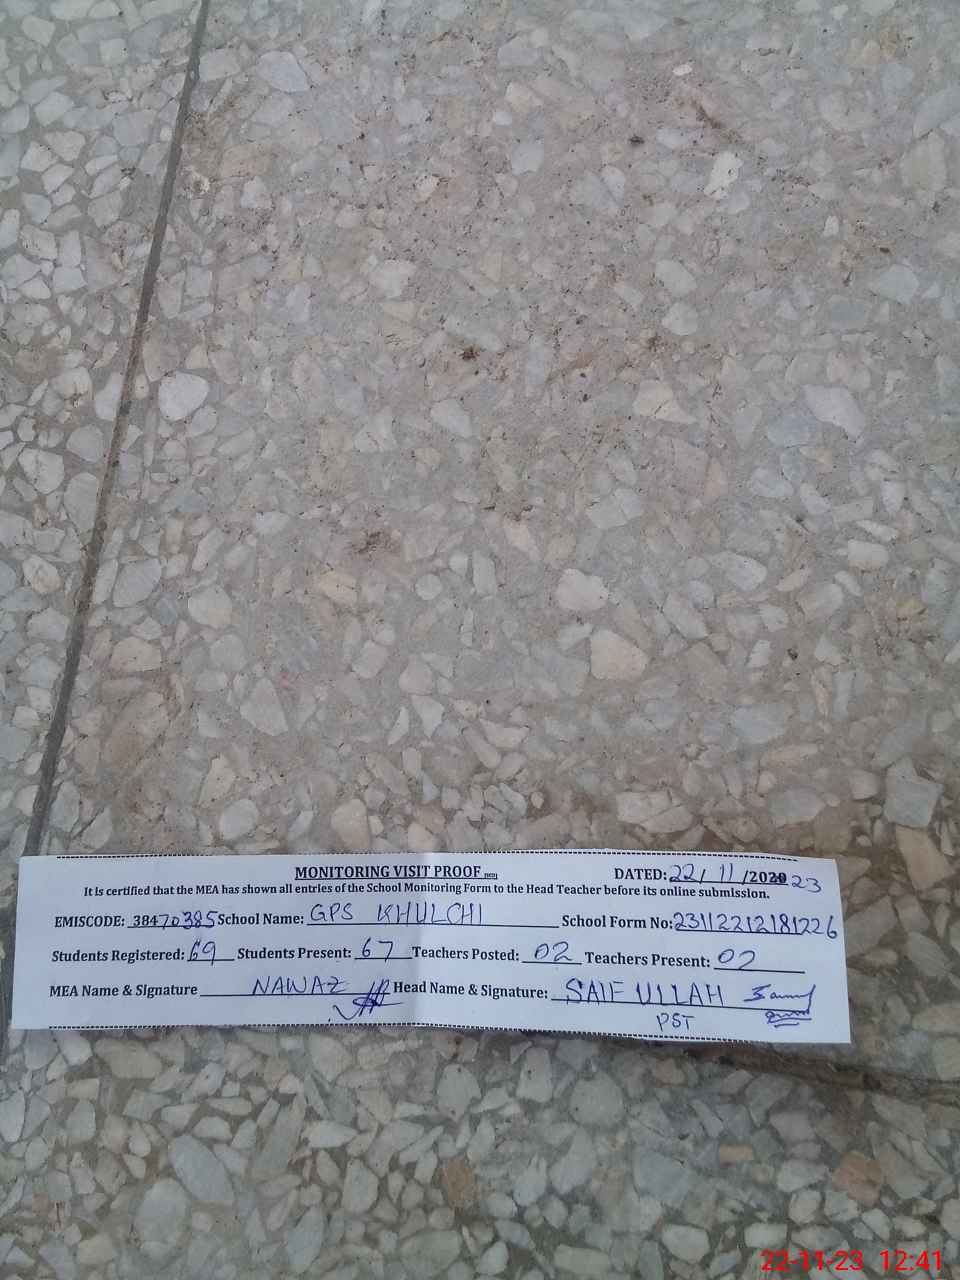 MONITORING VISIT PROOF
DATED: 22/11/2020 23
It is certified that the MEA has shown all entries of the School Monitoring Form to the Head Teacher before its online submission.
EMISCODE: 38470385 School Name: GPS KHULCHI School Form No: 23112212181226
Students Registered: 69 Students Present: 67 Teachers Posted: 02 Teachers Present: 02
MEA Name & Signature NAWAZ Head Name & Signature: SAIF ULLAH
PST
22-11-23 12:41